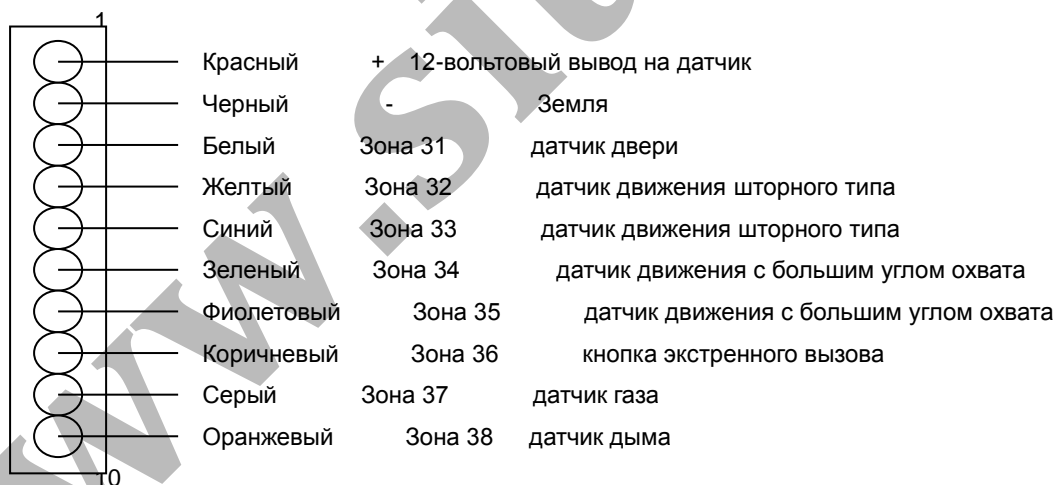 1
Красный + 12-вольтовый вывод на датчик
Черный - Земля
Белый Зона 31 датчик двери
Желтый Зона 32 датчик движения шторного типа
Синий Зона 33 датчик движения шторного типа
Зеленый Зона 34 датчик движения с большим углом охвата
Фиолетовый Зона 35 датчик движения с большим углом охвата
Коричневый Зона 36 кнопка экстренного вызова
Серый Зона 37 датчик газа
Оранжевый Зона 38 датчик дыма
10